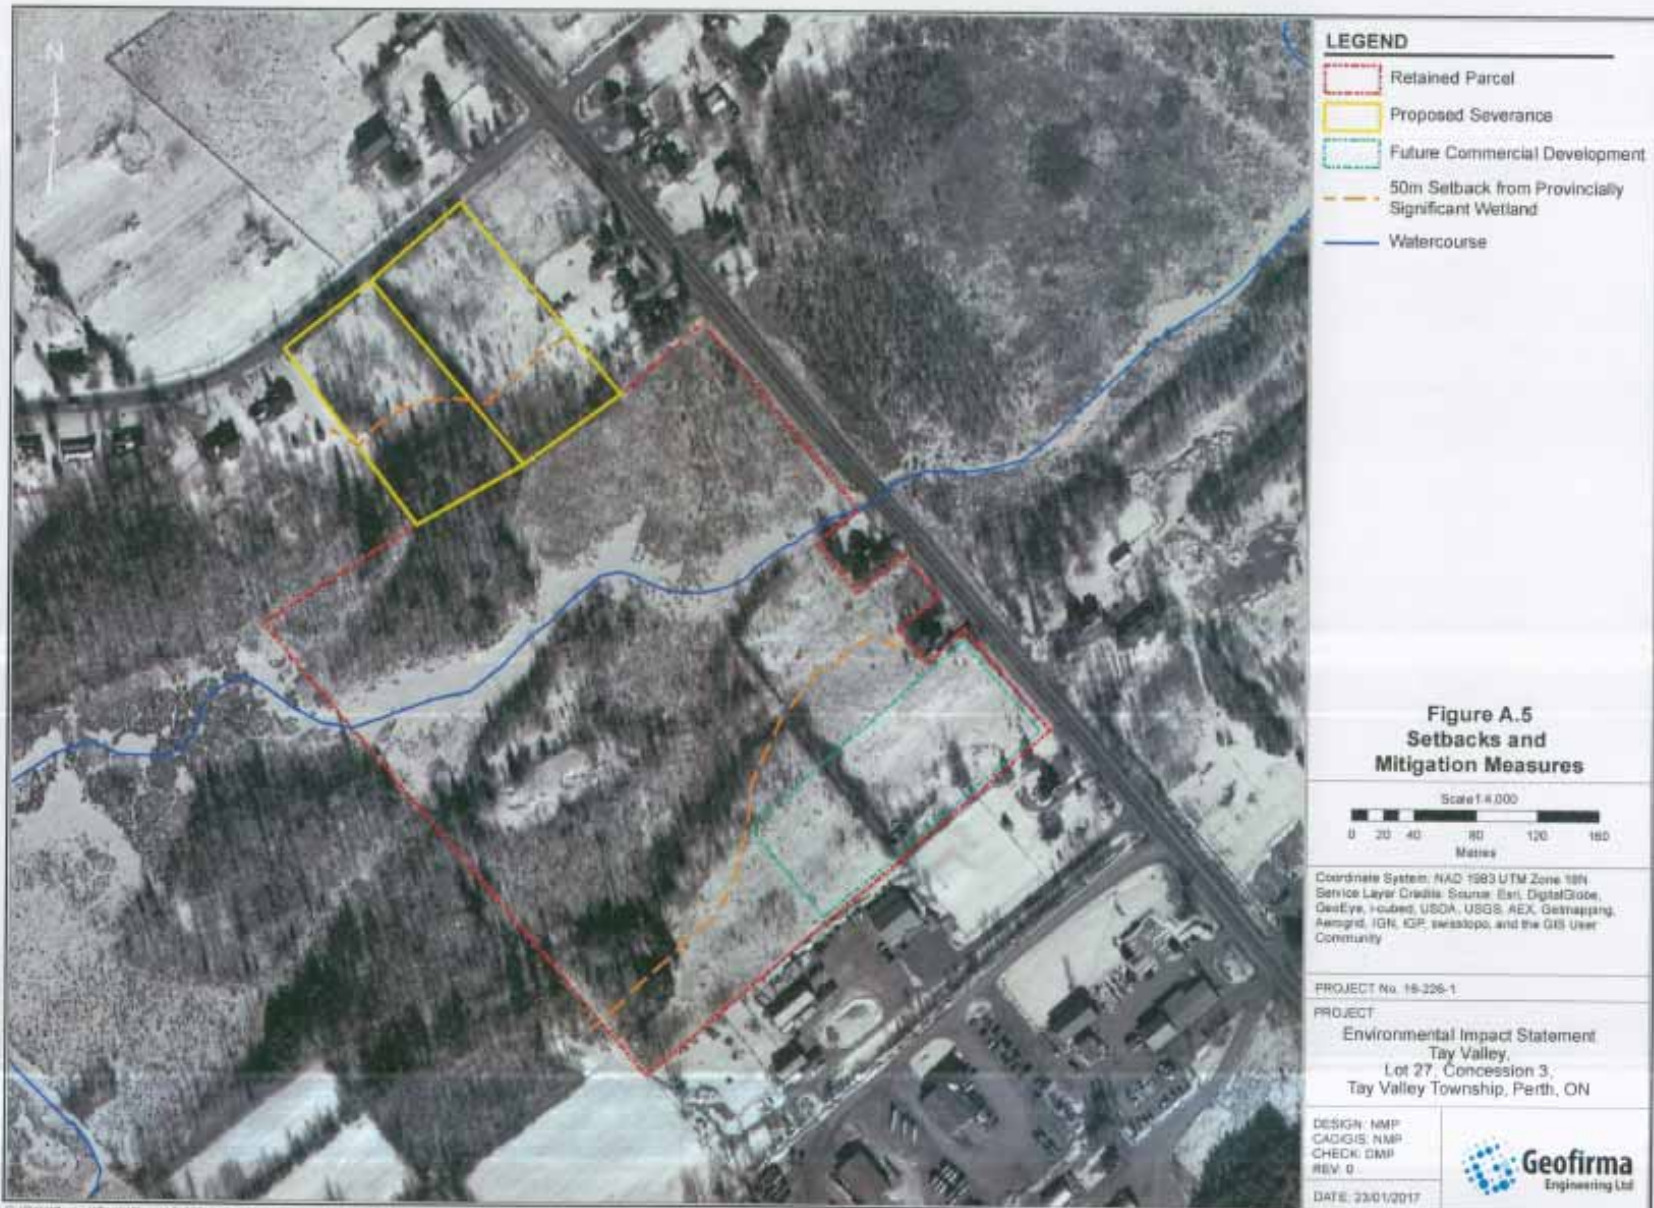 N
LEGEND
Retained Parcel
Proposed Severance
Future Commercial Development
50m Setback from Provincially
Significant Wetland
Watercourse
Figure A.5
Setbacks and
Mitigation Measures
Scale 1:4,000
0 20 40 80 120 160
Metres
Coordinate System: NAD 1983 UTM Zone 18N
Service Layer Credits: Source: Esri, DigitalGlobe,
GeoEye, i-cubed, USDA, USGS, AEX, Getmapping,
Aerogrid, IGN, IGP, swisstopo, and the GIS User
Community
PROJECT No. 16-226-1
PROJECT
Environmental Impact Statement
Tay Valley,
Lot 27, Concession 3,
Tay Valley Township, Perth, ON
DESIGN: NMP
CAD/GIS: NMP
CHECK: DMP
REV: 0
DATE: 23/01/2017
Geofirma
Engineering Ltd